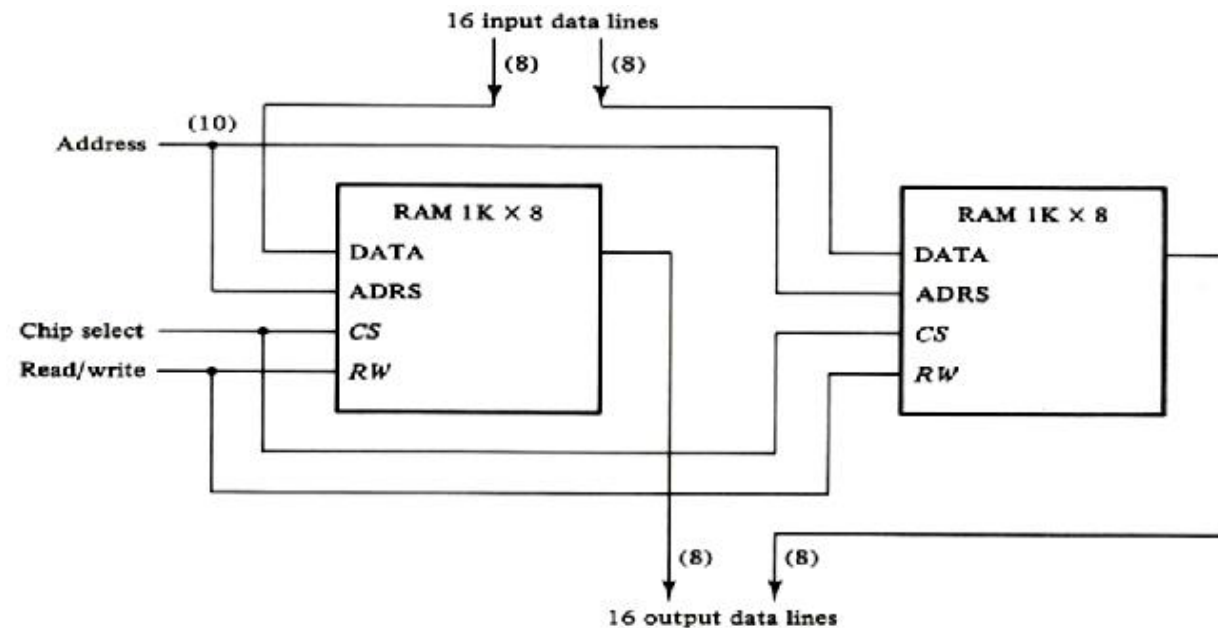 16 input data lines
(8) (8)
(10)
Address
RAM 1K × 8
DATA
ADRS
CS
RW
RAM 1K × 8
DATA
ADRS
CS
RW
Chip select
Read/write
(8) (8)
16 output data lines